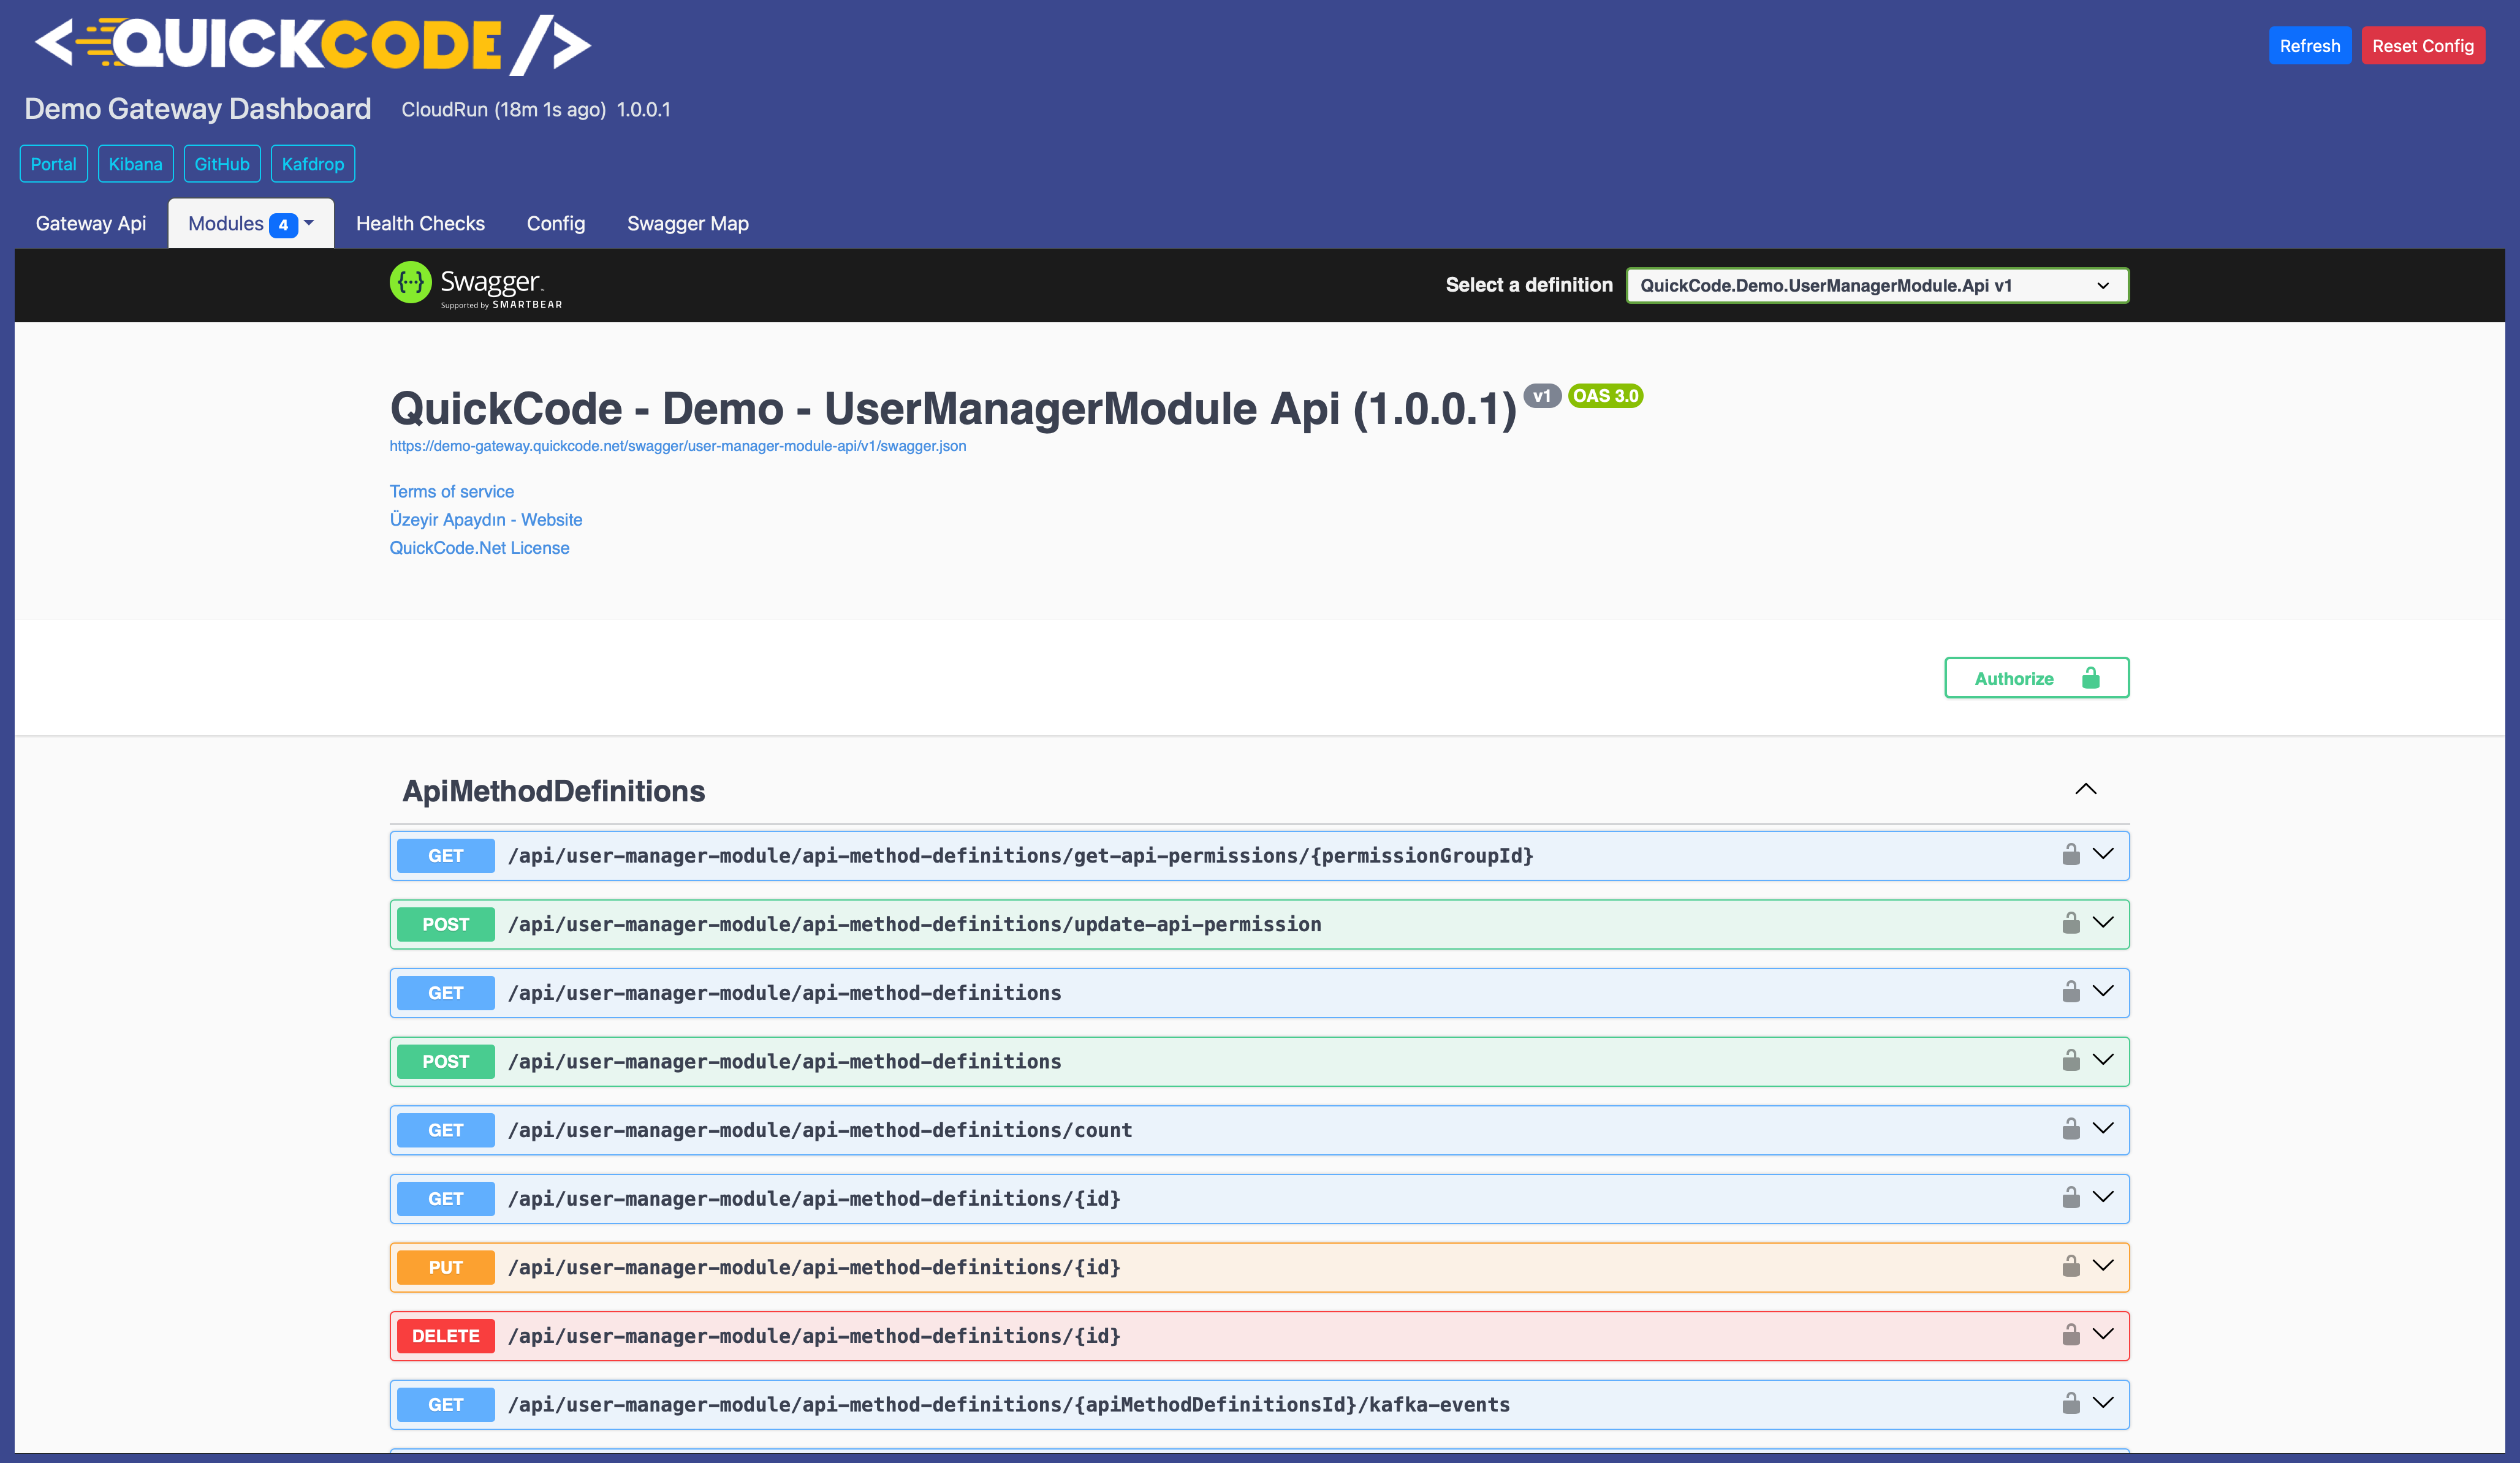 <QUICKCODE/>
Refresh Reset Config
Demo Gateway Dashboard CloudRun (18m 1s ago) 1.0.0.1
Portal Kibana GitHub Kafdrop
Gateway Api Modules 4 Health Checks Config Swagger Map
{...} Swagger
Supported by SMARTBEAR
Select a definition QuickCode.Demo.UserManagerModule.Api v1
QuickCode - Demo - UserManagerModule Api (1.0.0.1) v1 OAS 3.0
https://demo-gateway.quickcode.net/swagger/user-manager-module-api/v1/swagger.json
Terms of service
Üzeyir Apaydın - Website
QuickCode.Net License
Authorize
ApiMethodDefinitions
GET /api/user-manager-module/api-method-definitions/get-api-permissions/{permissionGroupId}
POST /api/user-manager-module/api-method-definitions/update-api-permission
GET /api/user-manager-module/api-method-definitions
POST /api/user-manager-module/api-method-definitions
GET /api/user-manager-module/api-method-definitions/count
GET /api/user-manager-module/api-method-definitions/{id}
PUT /api/user-manager-module/api-method-definitions/{id}
DELETE /api/user-manager-module/api-method-definitions/{id}
GET /api/user-manager-module/api-method-definitions/{apiMethodDefinitionsId}/kafka-events